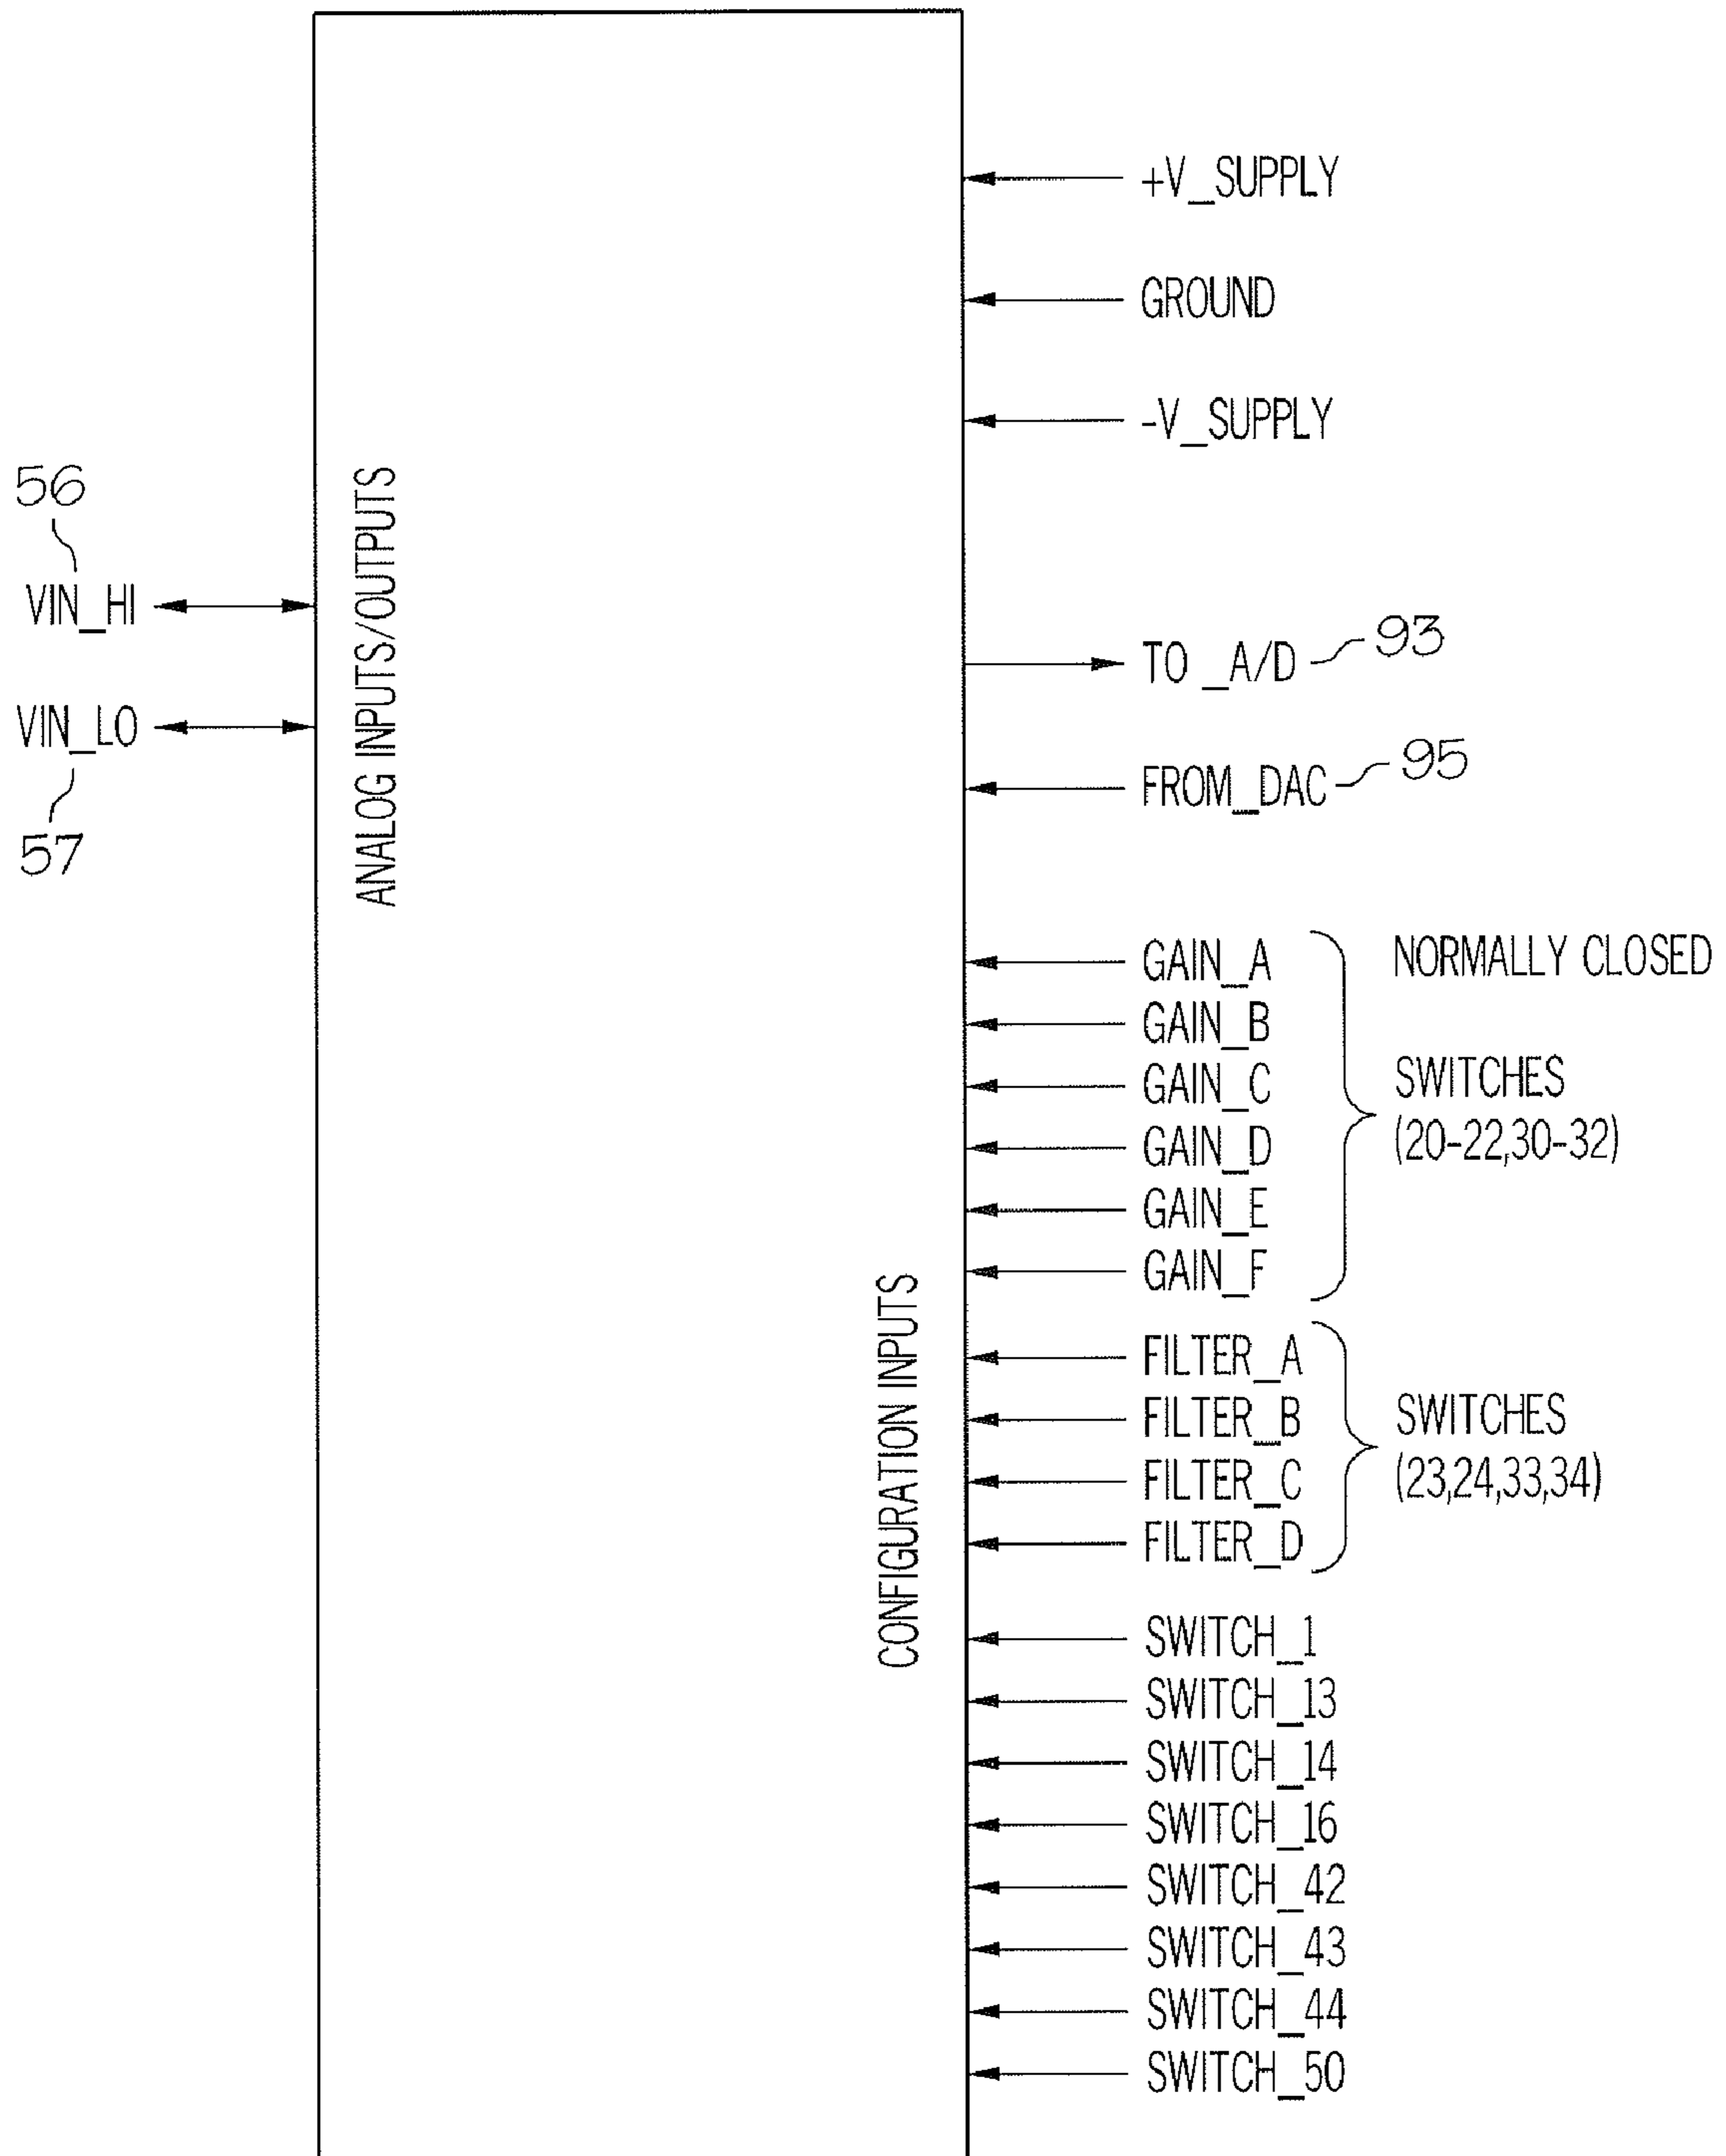 56
VIN_HI
VIN_LO
57
ANALOG INPUTS/OUTPUTS
CONFIGURATION INPUTS
+V_SUPPLY
GROUND
-V_SUPPLY
TO _A/D 93
FROM_DAC 95
GAIN_A
GAIN_B
GAIN_C
GAIN_D
GAIN_E
GAIN_F
NORMALLY CLOSED
SWITCHES
(20-22,30-32)
FILTER_A
FILTER_B
FILTER_C
FILTER_D
SWITCHES
(23,24,33,34)
SWITCH_1
SWITCH_13
SWITCH_14
SWITCH_16
SWITCH_42
SWITCH_43
SWITCH_44
SWITCH_50